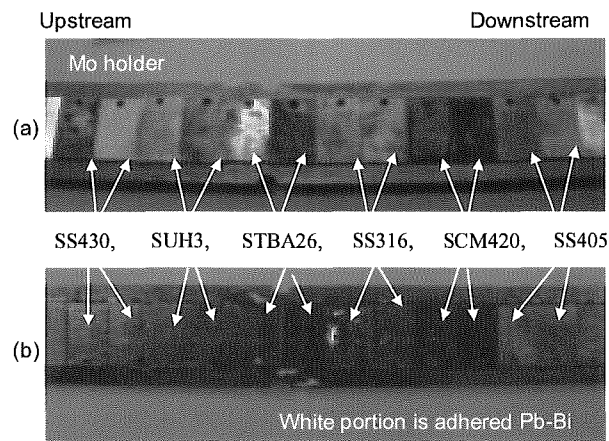 Upstream Downstream
Mo holder
(a)
SS430, SUH3, STBA26, SS316, SCM420, SS405
(b)
White portion is adhered Pb-Bi